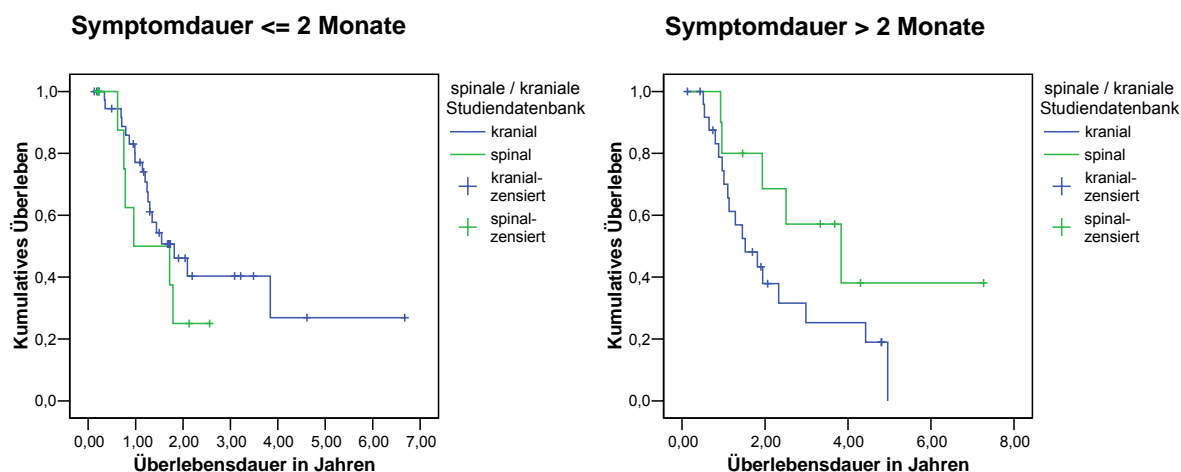 Symptomdauer <= 2 Monate
Kumulatives Überleben
1,0
0,8
0,6
0,4
0,2
0,0
0,00 1,00 2,00 3,00 4,00 5,00 6,00 7,00
Überlebensdauer in Jahren
spinale / kraniale
Studiendatenbank
kranial
spinal
kranial-
zensiert
spinal-
zensiert
Symptomdauer > 2 Monate
Kumulatives Überleben
1,0
0,8
0,6
0,4
0,2
0,0
0,00 2,00 4,00 6,00 8,00
Überlebensdauer in Jahren
spinale / kraniale
Studiendatenbank
kranial
spinal
kranial-
zensiert
spinal-
zensiert